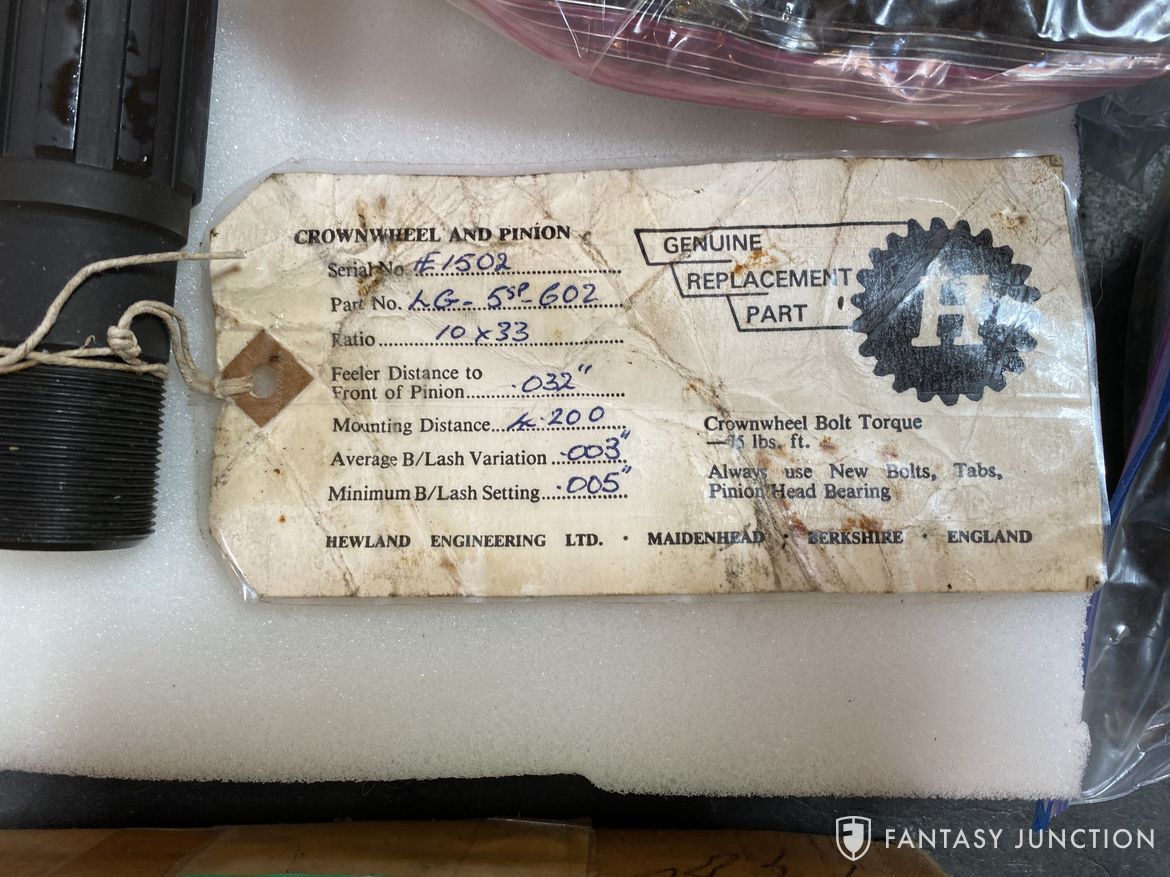 CROWNWHEEL AND PINION
Serial No. E1502
Part No. LG-5SP-602
Ratio 10 x 33
Feeler Distance to
Front of Pinion .032"
Mounting Distance 4.200
Average B/Lash Variation .003"
Minimum B/Lash Setting .005"
GENUINE
REPLACEMENT
PART
H
Crownwheel Bolt Torque
lbs. ft.
Always use New Bolts, Tabs,
Pinion Head Bearing
HEWLAND ENGINEERING LTD. · MAIDENHEAD · BERKSHIRE · ENGLAND
FANTASY JUNCTION